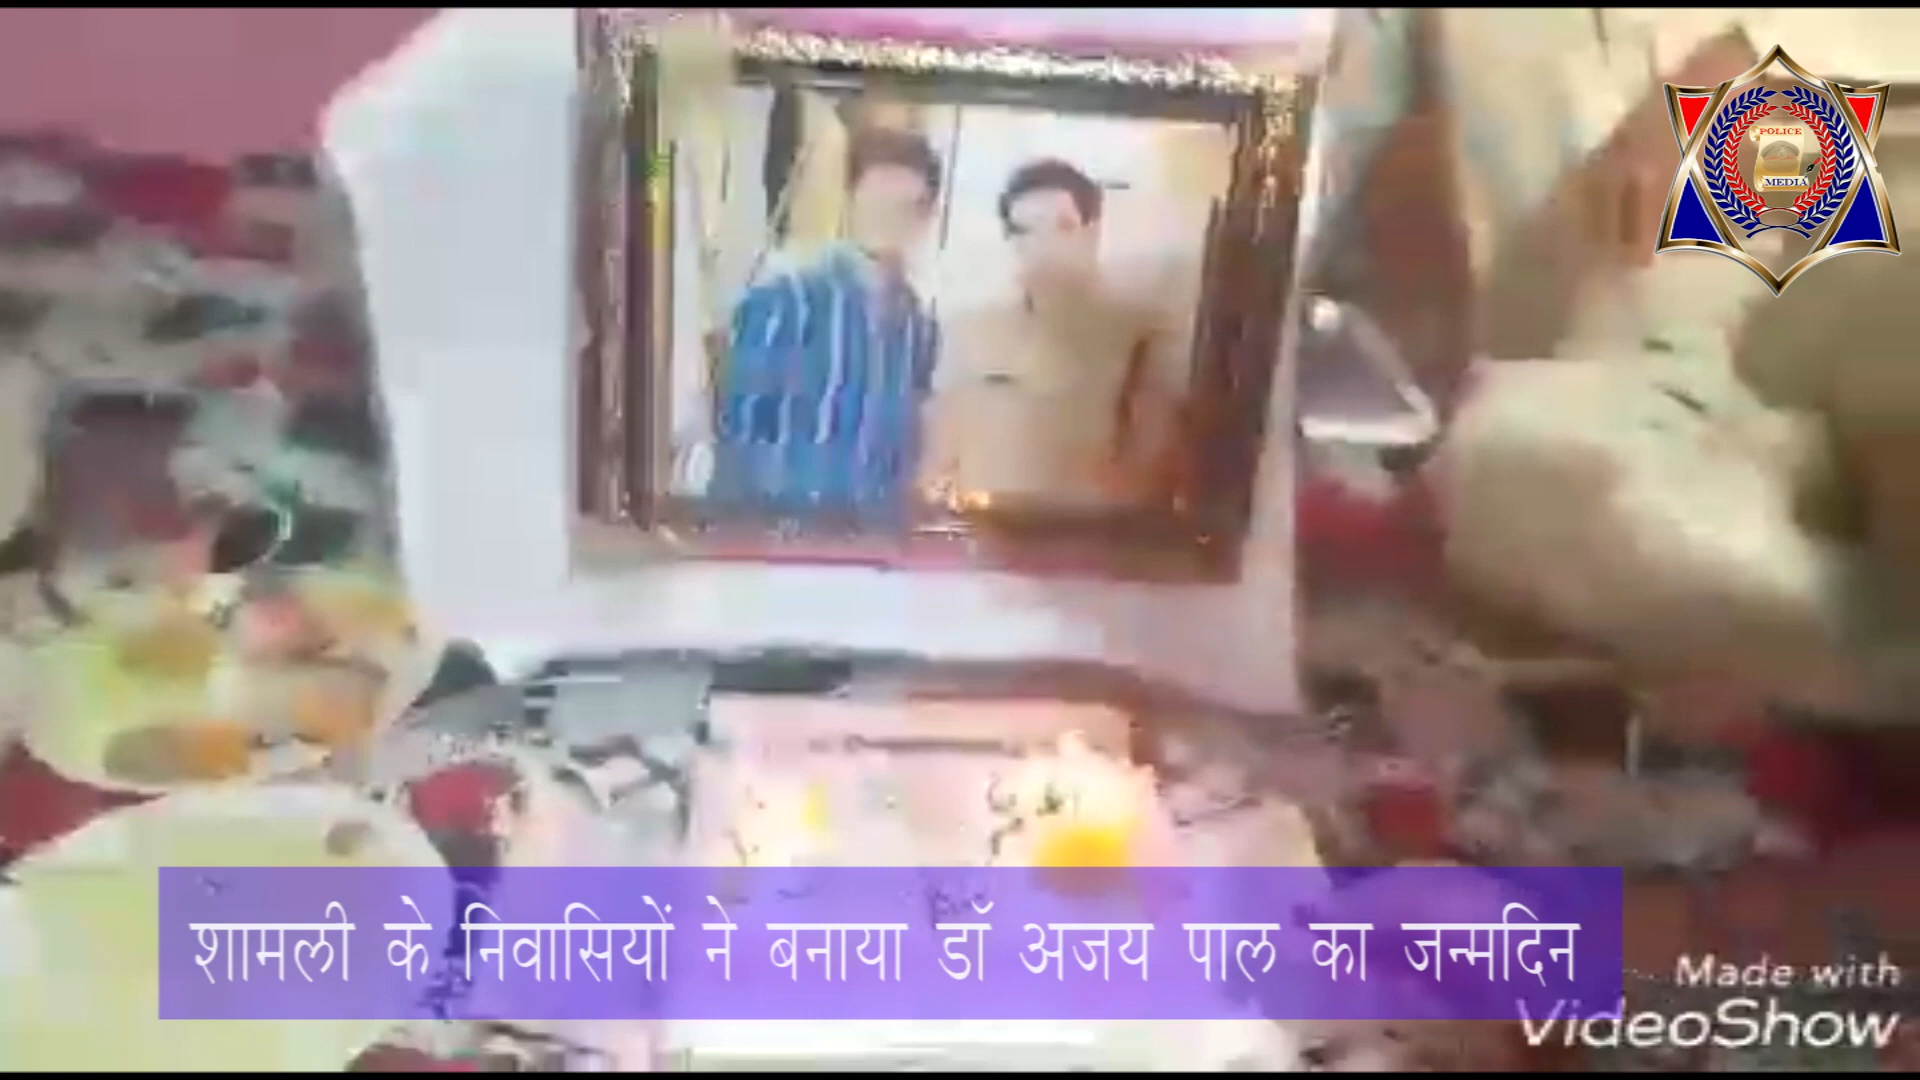 POLICE
MEDIA
शामली के निवासियों ने बनाया डॉ अजय पाल का जन्मदिन
Made with
VideoShow